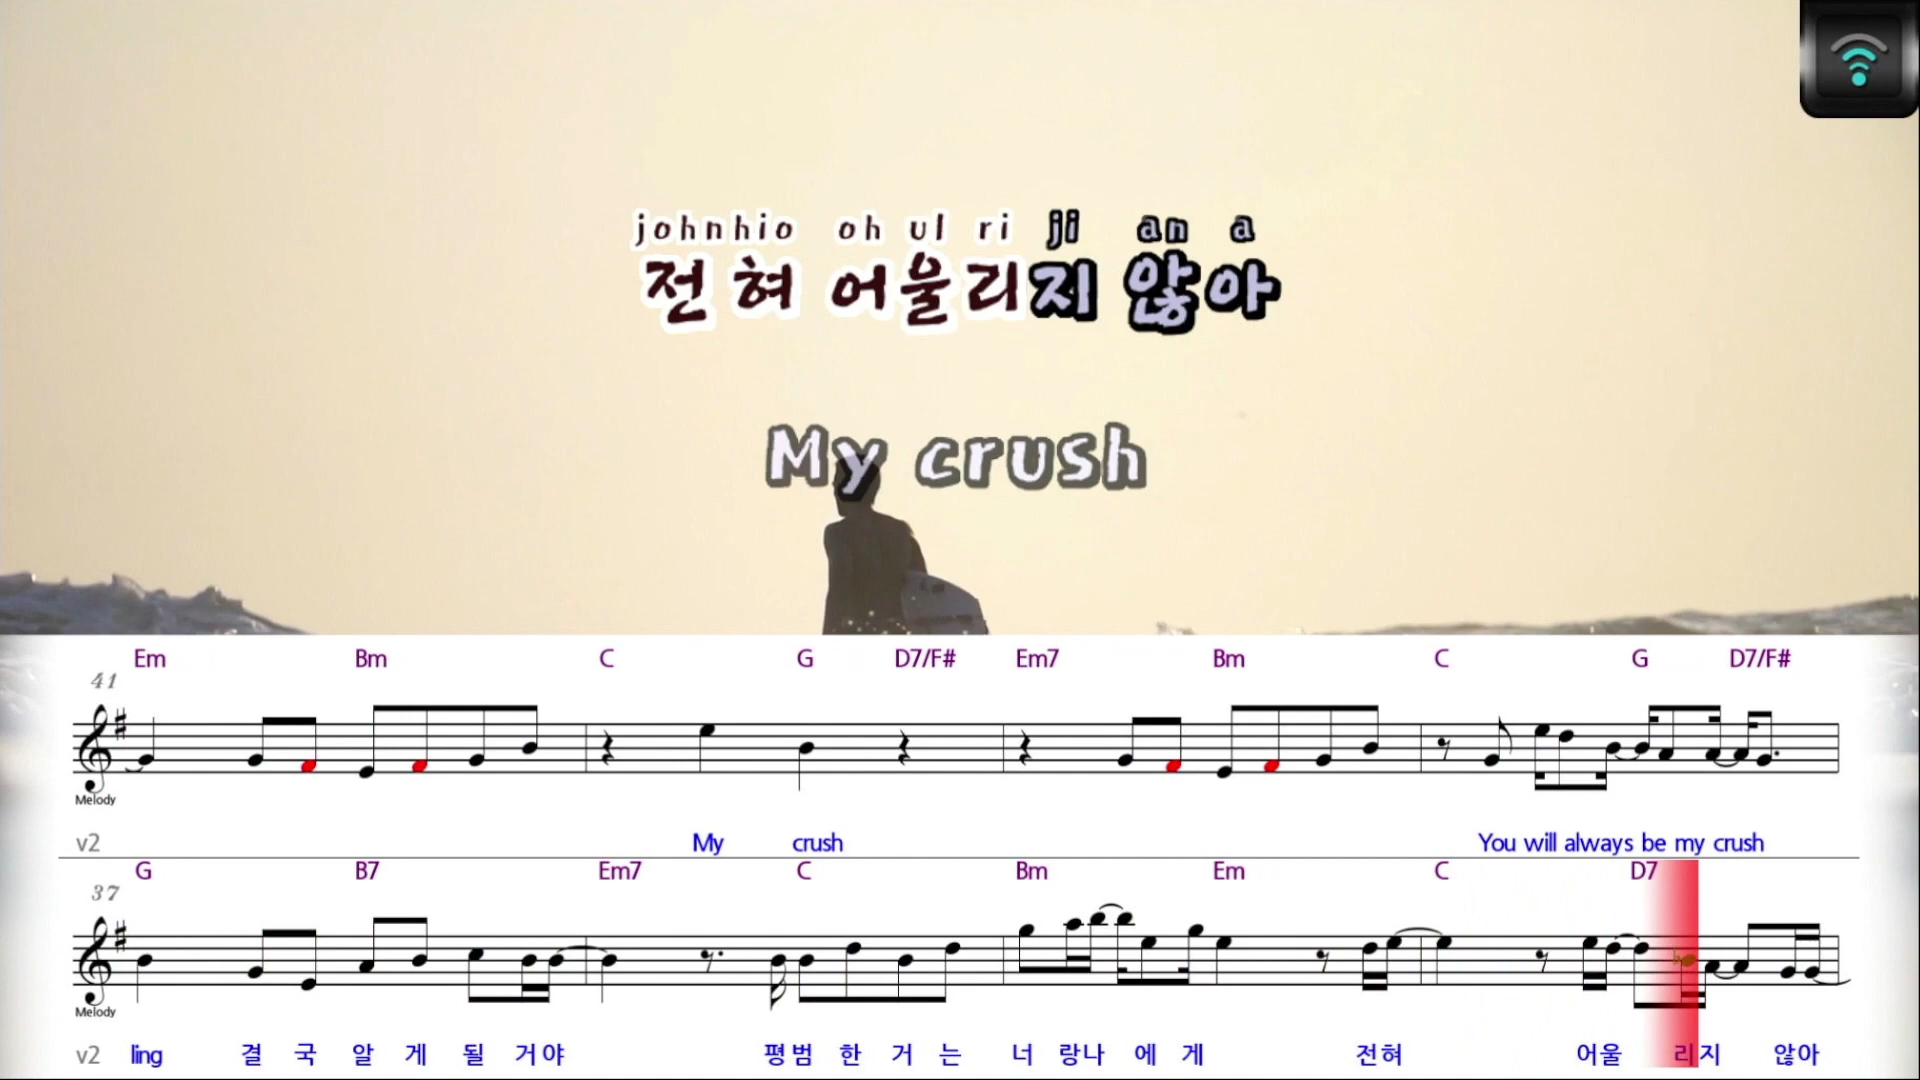 johnhio oh ul ri ji an a
전혀 어울리지 않아
My crush
Em Bm C G D7/F# Em7 Bm C G D7/F#
41
Melody
v2 My crush You will always be my crush
G B7 Em7 C Bm Em C D7
37
Melody
v2 ling 결 국 알 게 될 거야 평범 한 거 는 너 랑나 에 게 전혀 어울 리지 않아